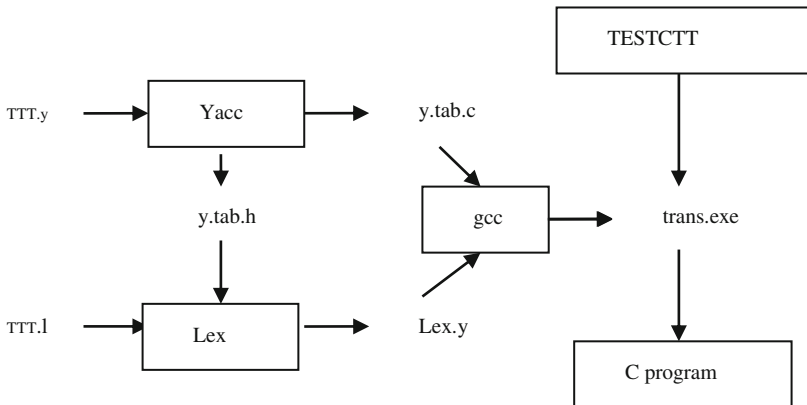 TESTCTT
TTT.y
Yacc
y.tab.c
y.tab.h
gcc
trans.exe
TTT.l
Lex
Lex.y
C program